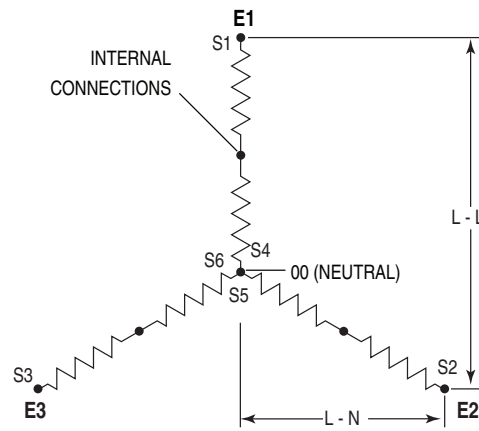 E1
S1
INTERNAL
CONNECTIONS
L - L
S4
S6
00 (NEUTRAL)
S5
S3
S2
E3
L - N
E2